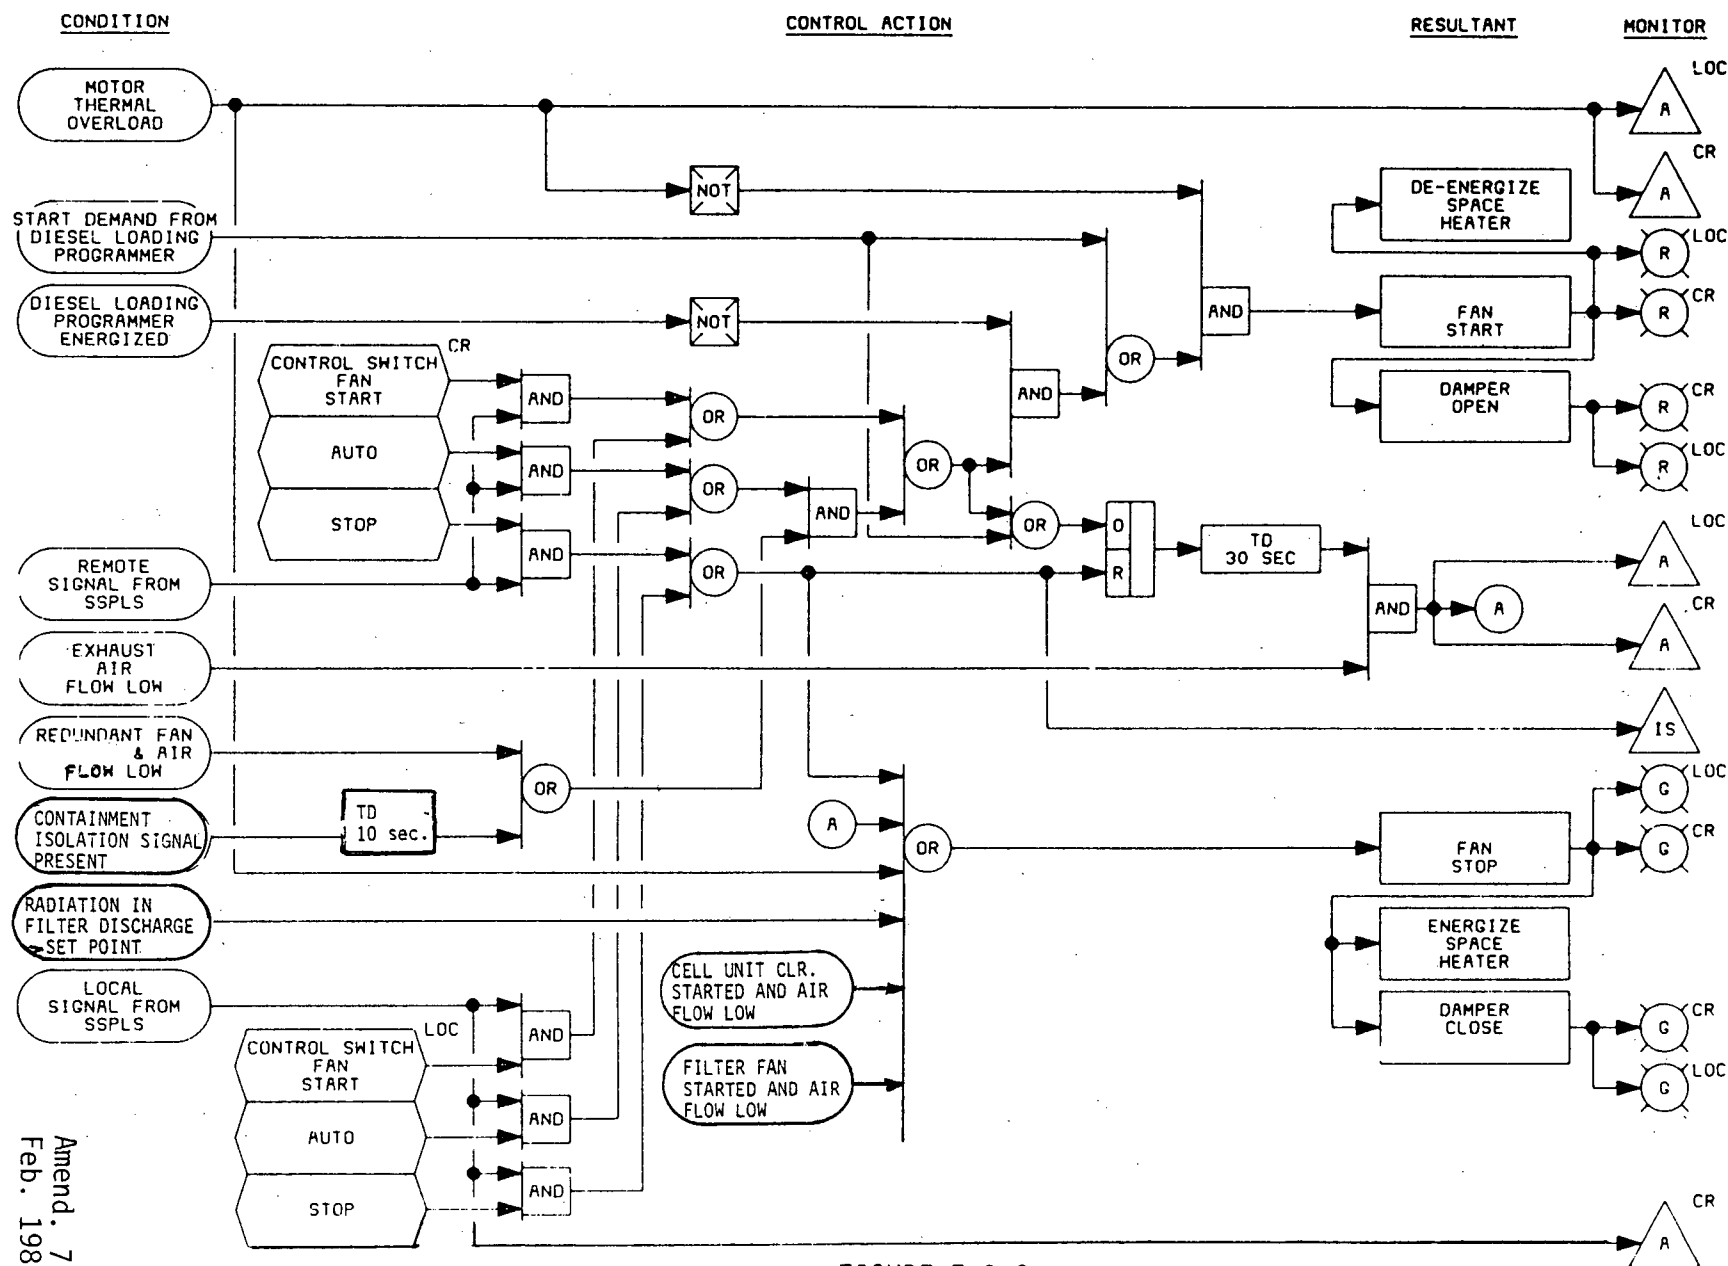 CONDITION
CONTROL ACTION
RESULTANT
MONITOR
MOTOR
THERMAL
OVERLOAD
LOC
A
CR
A
NOT
START DEMAND FROM
DIESEL LOADING
PROGRAMMER
DE-ENERGIZE
SPACE
HEATER
LOC
R
DIESEL LOADING
PROGRAMMER
ENERGIZED
NOT
AND
FAN
START
CR
R
CONTROL SWITCH
FAN
START
CR
AND
OR
AND
OR
DAMPER
OPEN
CR
R
LOC
R
AUTO
AND
OR
AND
OR
STOP
AND
OR
OR
O
R
TD
30 SEC
REMOTE
SIGNAL FROM
SSPLS
AND
A
LOC
A
CR
A
EXHAUST
AIR
FLOW LOW
REDUNDANT FAN
& AIR
FLOW LOW
OR
IS
CONTAINMENT
ISOLATION SIGNAL
PRESENT
TD
10 sec.
A
OR
FAN
STOP
LOC
G
CR
G
RADIATION IN
FILTER DISCHARGE
>SET POINT
ENERGIZE
SPACE
HEATER
LOCAL
SIGNAL FROM
SSPLS
CELL UNIT CLR.
STARTED AND AIR
FLOW LOW
DAMPER
CLOSE
CR
G
LOC
G
CONTROL SWITCH
FAN
START
LOC
AND
FILTER FAN
STARTED AND AIR
FLOW LOW
AUTO
AND
STOP
AND
CR
A
Amend. 7
Feb. 198